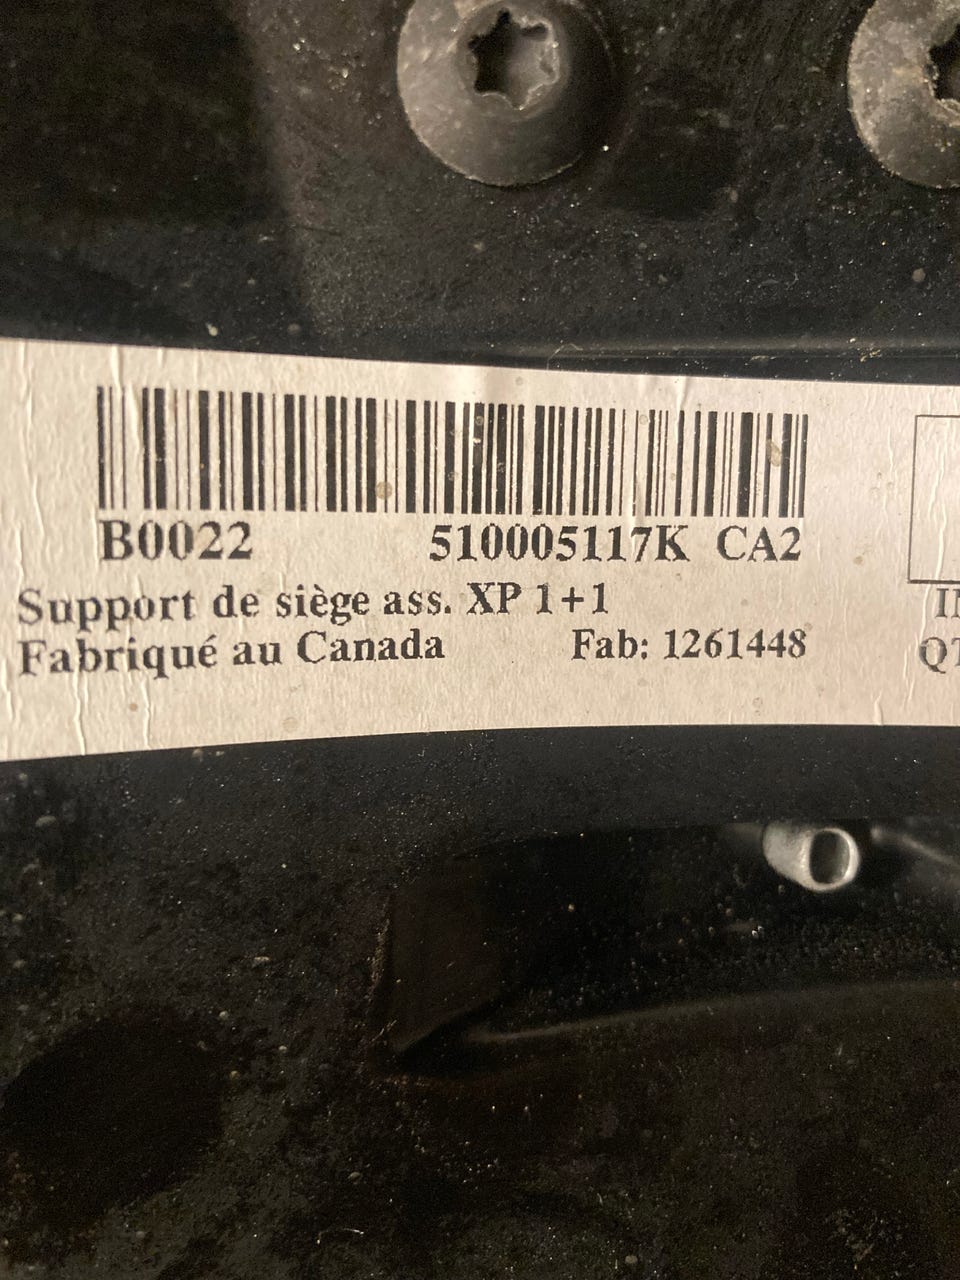 B0022 510005117K CA2
Support de siège ass. XP 1+1
Fabriqué au Canada Fab: 1261448